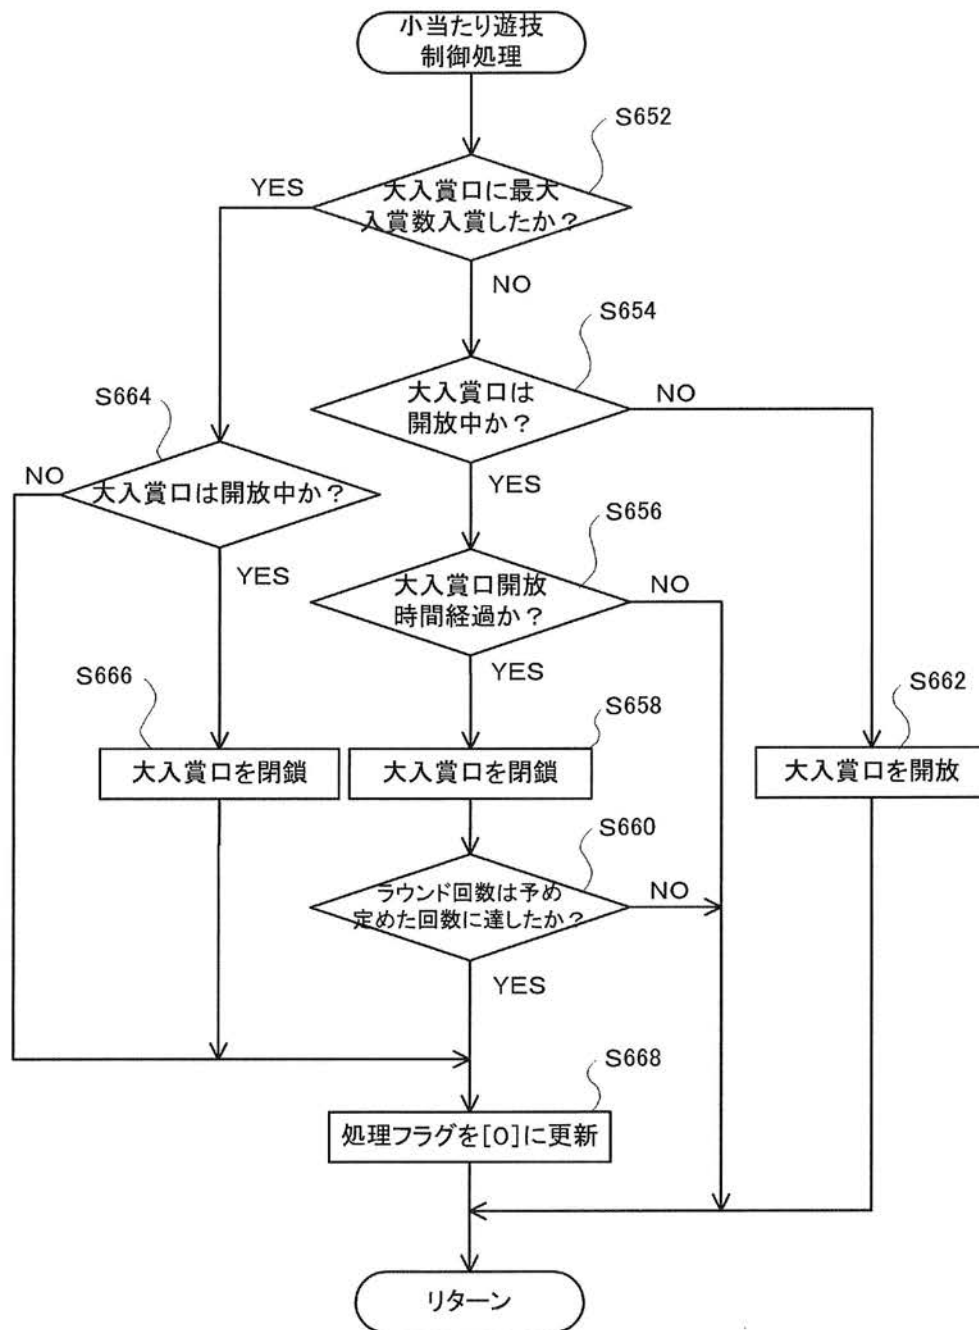 小当たり遊技
制御処理
S652
YES
大入賞口に最大
入賞数入賞したか？
NO
S654
大入賞口は
開放中か？
NO
S664
NO
大入賞口は開放中か？
YES
S656
YES
大入賞口開放
時間経過か？
NO
S666
YES
S658
S662
大入賞口を閉鎖
大入賞口を閉鎖
大入賞口を開放
S660
ラウンド回数は予め
定めた回数に達したか？
NO
YES
S668
処理フラグを[0]に更新
リターン